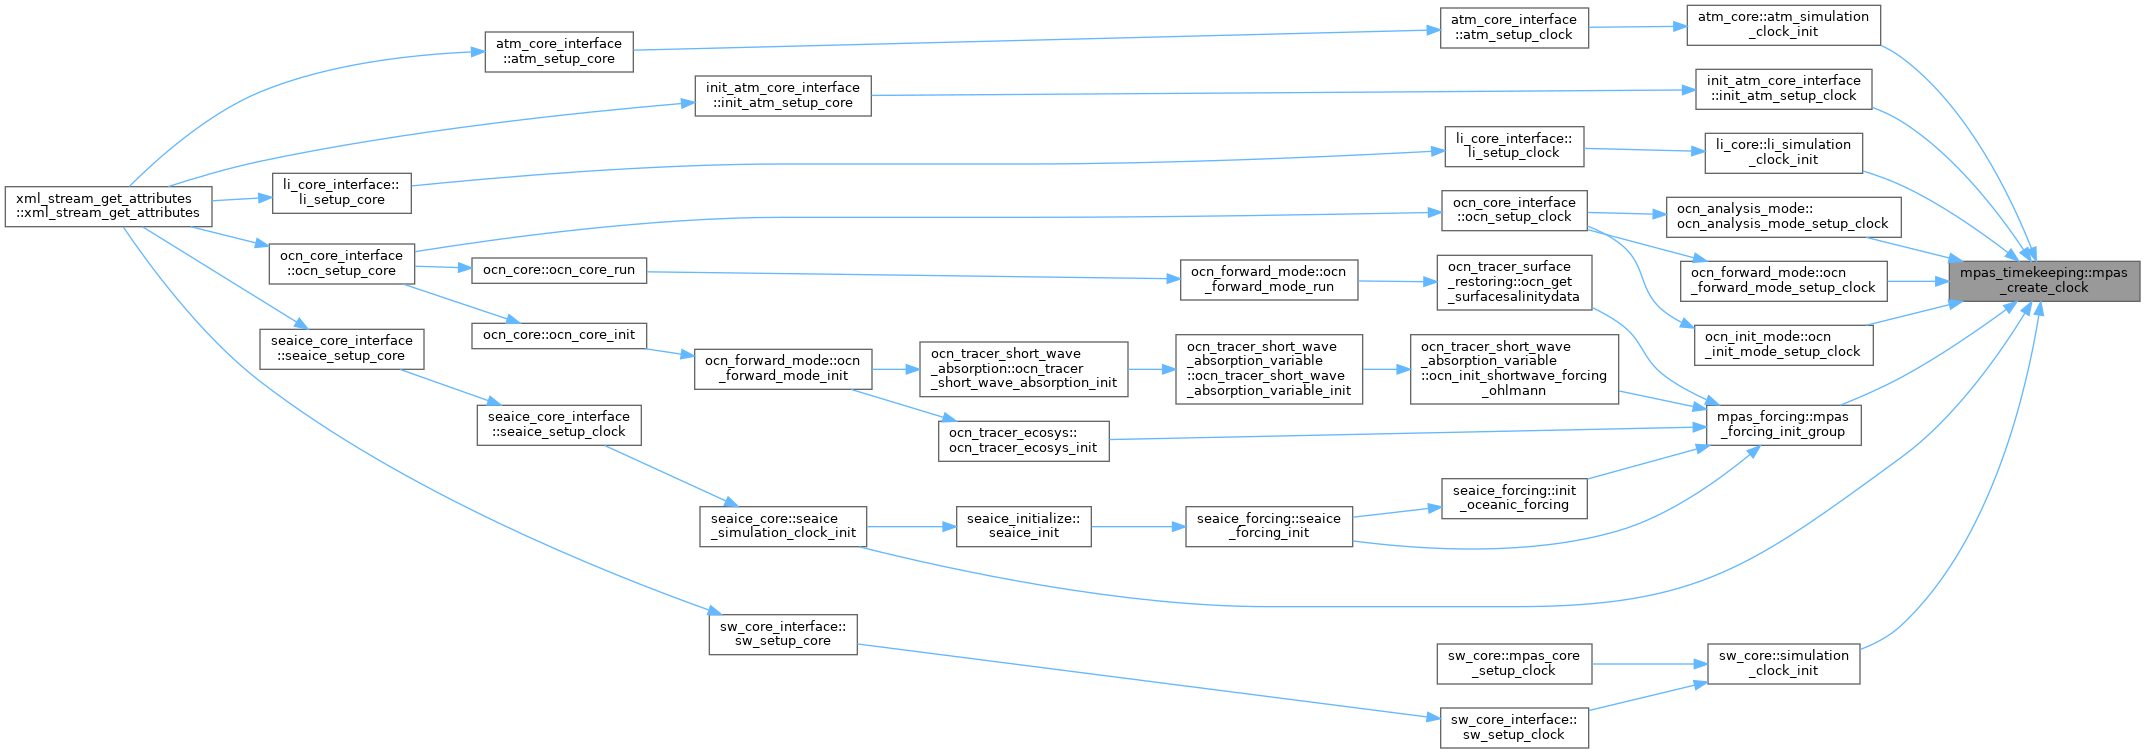 atm_core_interface
::atm_setup_core
atm_core_interface
::atm_setup_clock
atm_core::atm_simulation
_clock_init
init_atm_core_interface
::init_atm_setup_core
init_atm_core_interface
::init_atm_setup_clock
li_core_interface::
li_setup_clock
li_core::li_simulation
_clock_init
xml_stream_get_attributes
::xml_stream_get_attributes
li_core_interface::
li_setup_core
ocn_core_interface
::ocn_setup_clock
ocn_analysis_mode::
ocn_analysis_mode_setup_clock
ocn_core_interface
::ocn_setup_core
ocn_core::ocn_core_run
ocn_forward_mode::ocn
_forward_mode_run
ocn_tracer_surface
_restoring::ocn_get
_surfacesalinitydata
ocn_forward_mode::ocn
_forward_mode_setup_clock
mpas_timekeeping::mpas
_create_clock
seaice_core_interface
::seaice_setup_core
ocn_core::ocn_core_init
ocn_forward_mode::ocn
_forward_mode_init
ocn_tracer_short_wave
_absorption::ocn_tracer
_short_wave_absorption_init
ocn_tracer_short_wave
_absorption_variable
::ocn_tracer_short_wave
_absorption_variable_init
ocn_tracer_short_wave
_absorption_variable
::ocn_init_shortwave_forcing
_ohlmann
ocn_init_mode::ocn
_init_mode_setup_clock
seaice_core_interface
::seaice_setup_clock
ocn_tracer_ecosys::
ocn_tracer_ecosys_init
mpas_forcing::mpas
_forcing_init_group
seaice_core::seaice
_simulation_clock_init
seaice_initialize::
seaice_init
seaice_forcing::seaice
_forcing_init
seaice_forcing::init
_oceanic_forcing
sw_core_interface::
sw_setup_core
sw_core::mpas_core
_setup_clock
sw_core::simulation
_clock_init
sw_core_interface::
sw_setup_clock